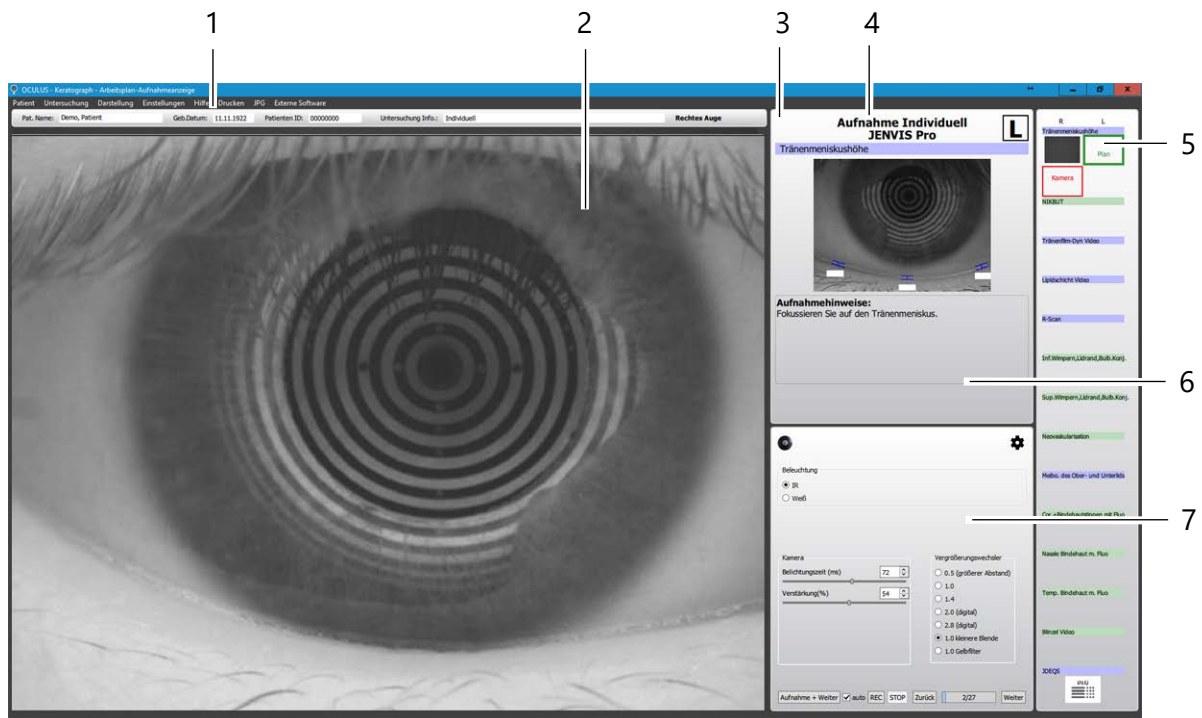 1
2
3
4
OCULUS - Keratograph - Arbeitsplan-Aufnahmeanzeige
Patient Untersuchung Darstellung Einstellungen Hilfe Drucken JPG Externe Software
Pat. Name: Demo, Patient Geb.Datum: 11.11.1922 Patienten ID: 00000000 Untersuchung Info.: Individuell Rechtes Auge
Aufnahme Individuell
JENVIS Pro
L
Tränenmeniskushöhe
Aufnahmehinweise:
Fokussieren Sie auf den Tränenmeniskus.
Beleuchtung
IR
Weiß
Kamera
Belichtungszeit (ms) 72
Verstärkung(%) 54
Vergrößerungswechsler
0.5 (größerer Abstand)
1.0
1.4
2.0 (digital)
2.8 (digital)
1.0 kleinere Blende
1.0 Gelbfilter
Aufnahme + Weiter auto REC STOP Zurück 2/27 Weiter
R L
Tränenmeniskushöhe
Plan
Kamera
NIKBUT
Tränenfilm-Dyn Video
Lipidschicht Video
R-Scan
Inf.Wimpern,Lidrand,Bulb.Konj.
Sup.Wimpern,Lidrand,Bulb.Konj.
Neovaskularisation
Meibo. des Ober- und Unterlids
Nasale Bindehaut m. Fluo
Temp. Bindehaut m. Fluo
Blinzel Video
JDEQS
5
6
7